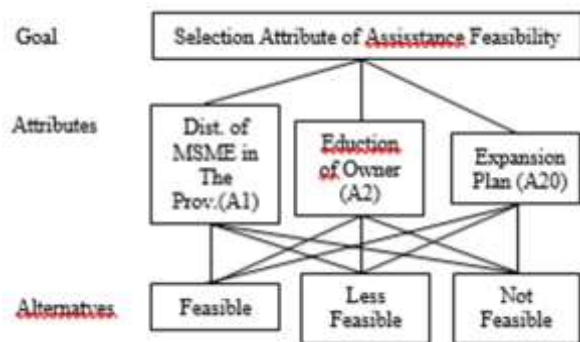 Goal
Selection Attribute of Assisstance Feasibility
Attributes
Dist. of
MSME in
The
Prov.(A1)
Eduction
of Owner
(A2)
Expansion
Plan (A20)
Alternatves
Feasible
Less
Feasible
Not
Feasible